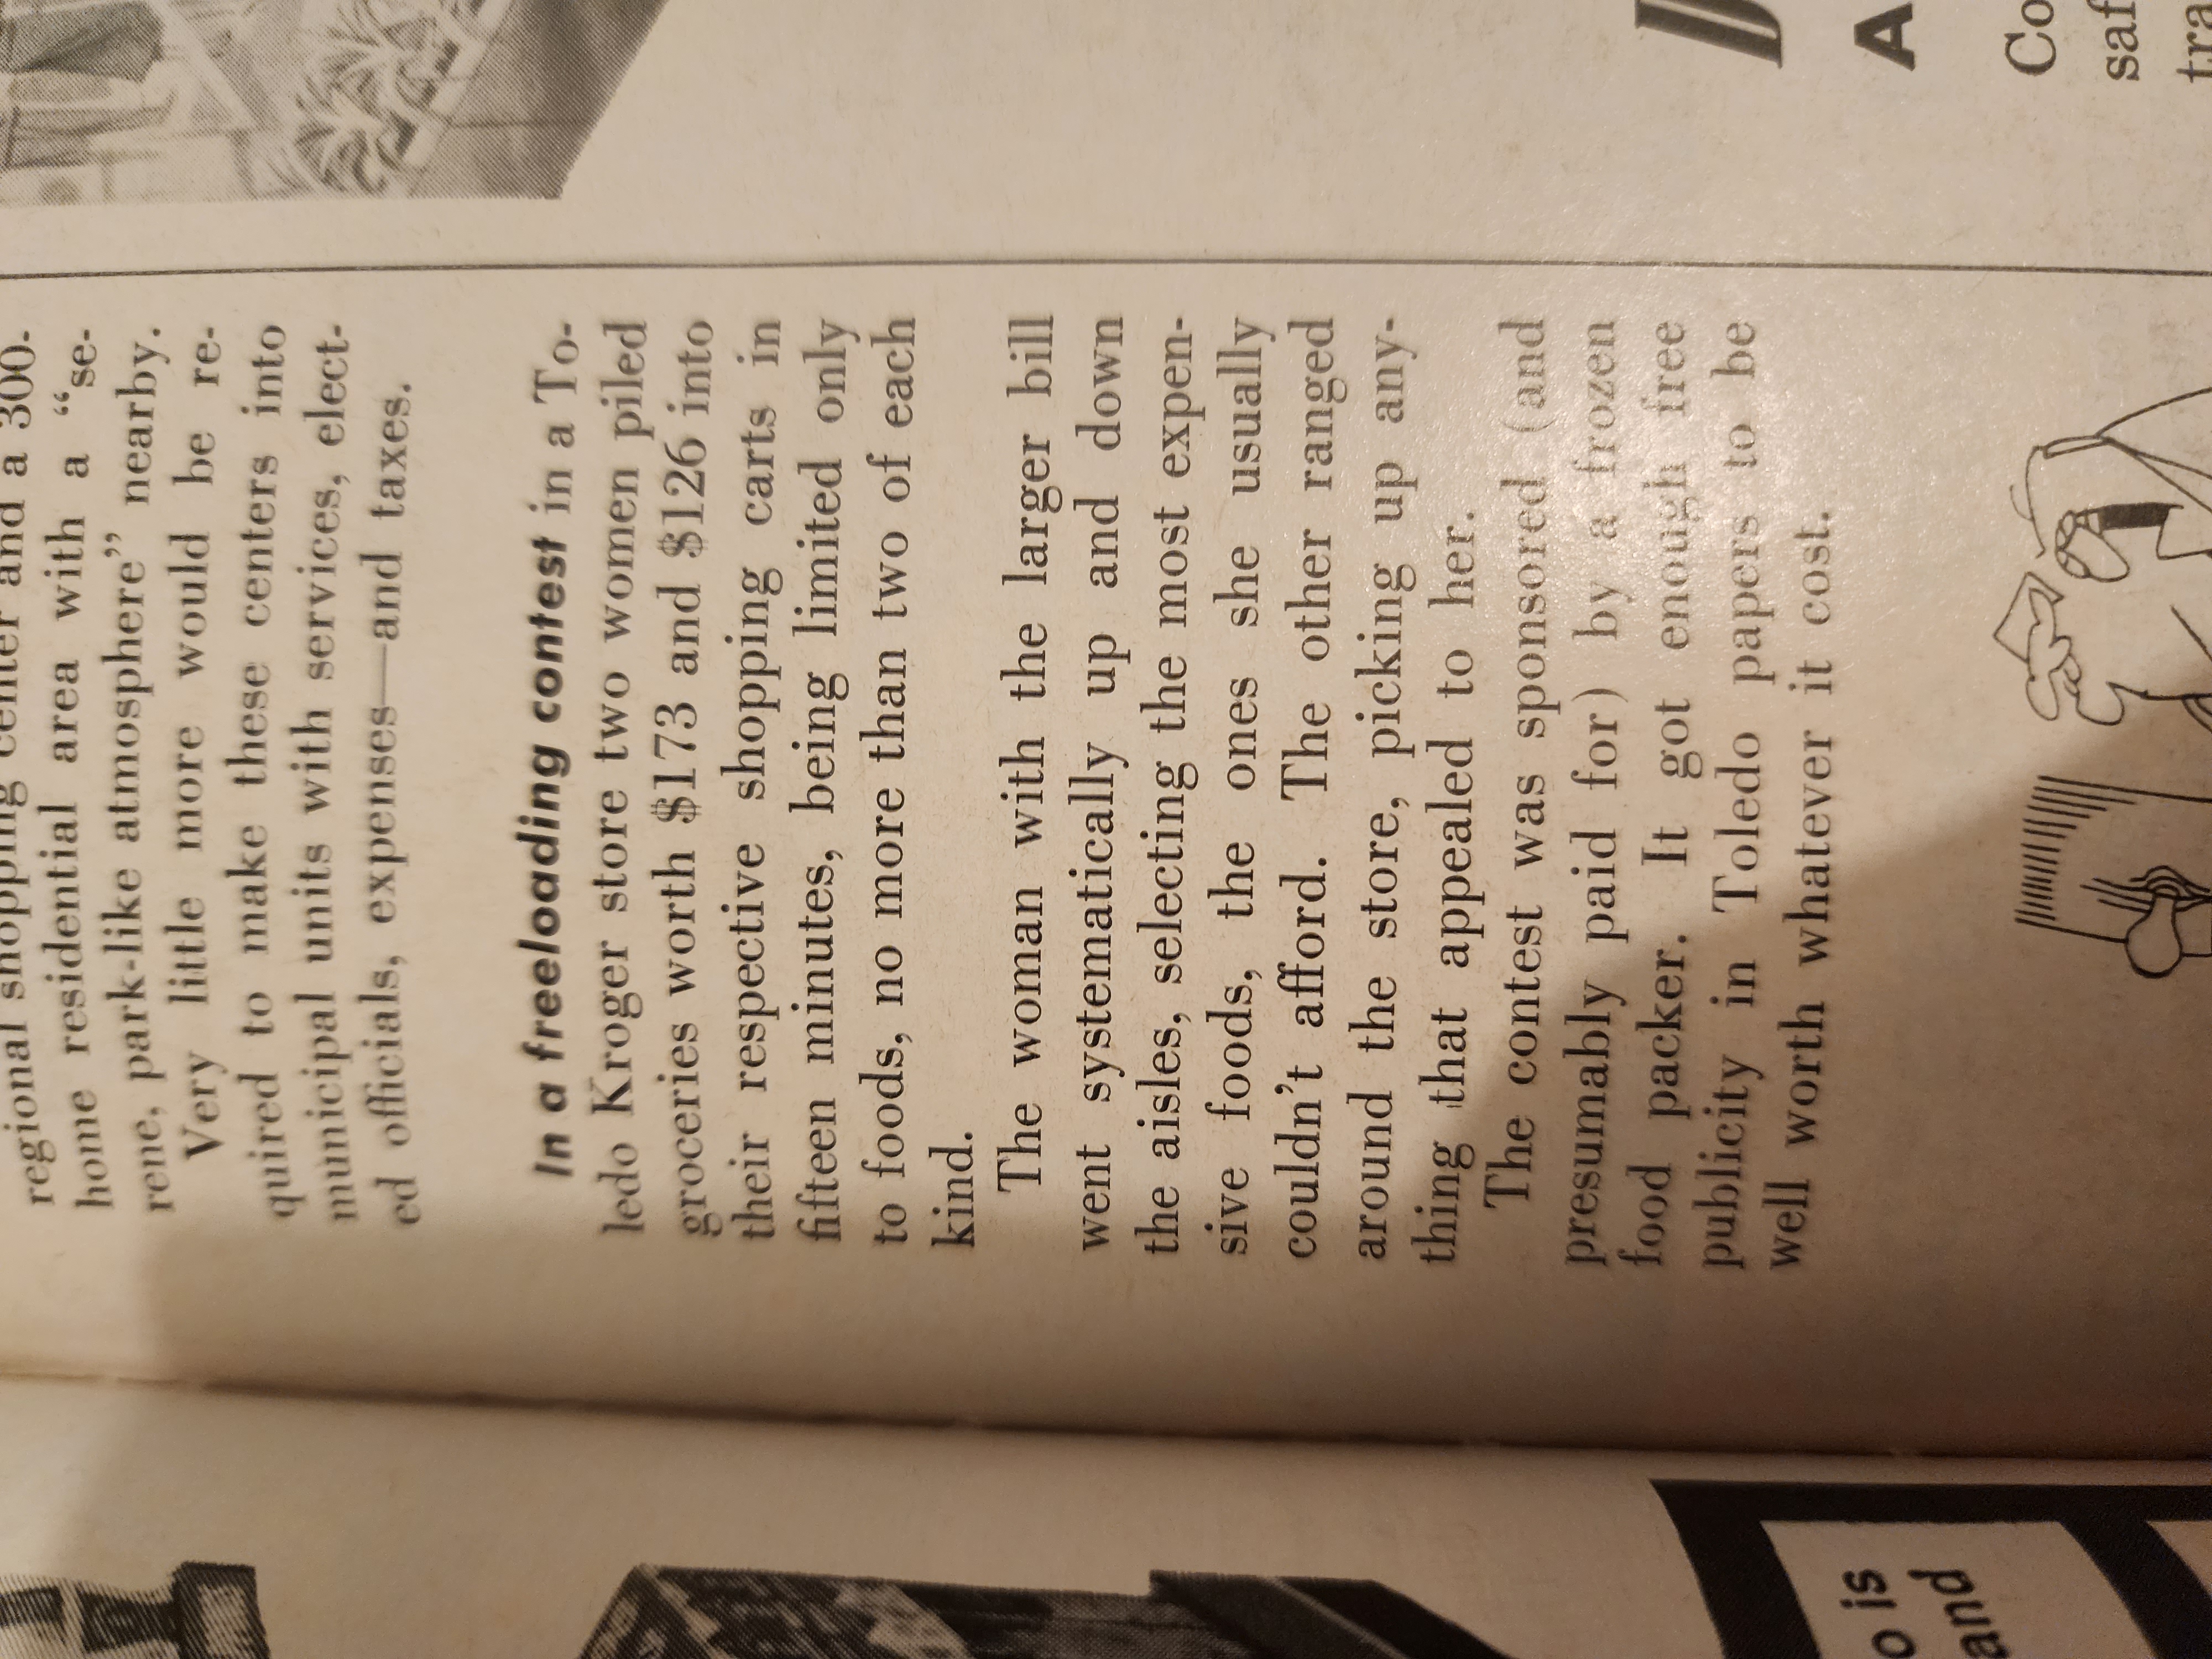 regional shopping center and a 300-
home residential area with a “se-
rene, park-like atmosphere” nearby.
Very little more would be re-
quired to make these centers into
municipal units with services, elect-
ed officials, expenses—and taxes.
In a freeloading contest in a To-
ledo Kroger store two women piled
groceries worth $173 and $126 into
their respective shopping carts in
fifteen minutes, being limited only
to foods, no more than two of each
kind.
The woman with the larger bill
went systematically up and down
the aisles, selecting the most expen-
sive foods, the ones she usually
couldn’t afford. The other ranged
around the store, picking up any-
thing that appealed to her.
The contest was sponsored (and
presumably paid for) by a frozen
food packer. It got enough free
publicity in Toledo papers to be
well worth whatever it cost.
A
Co
saf
tra
o is
and